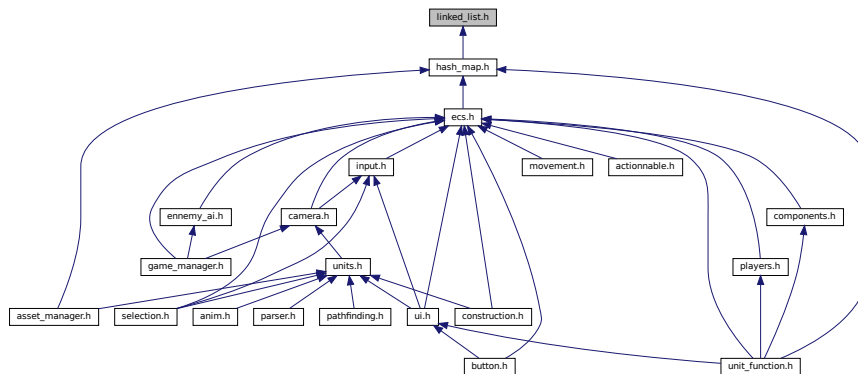 linked_list.h
hash_map.h
ecs.h
input.h
movement.h
actionnable.h
ennemy_ai.h
camera.h
components.h
game_manager.h
units.h
players.h
asset_manager.h
selection.h
anim.h
parser.h
pathfinding.h
ui.h
construction.h
button.h
unit_function.h